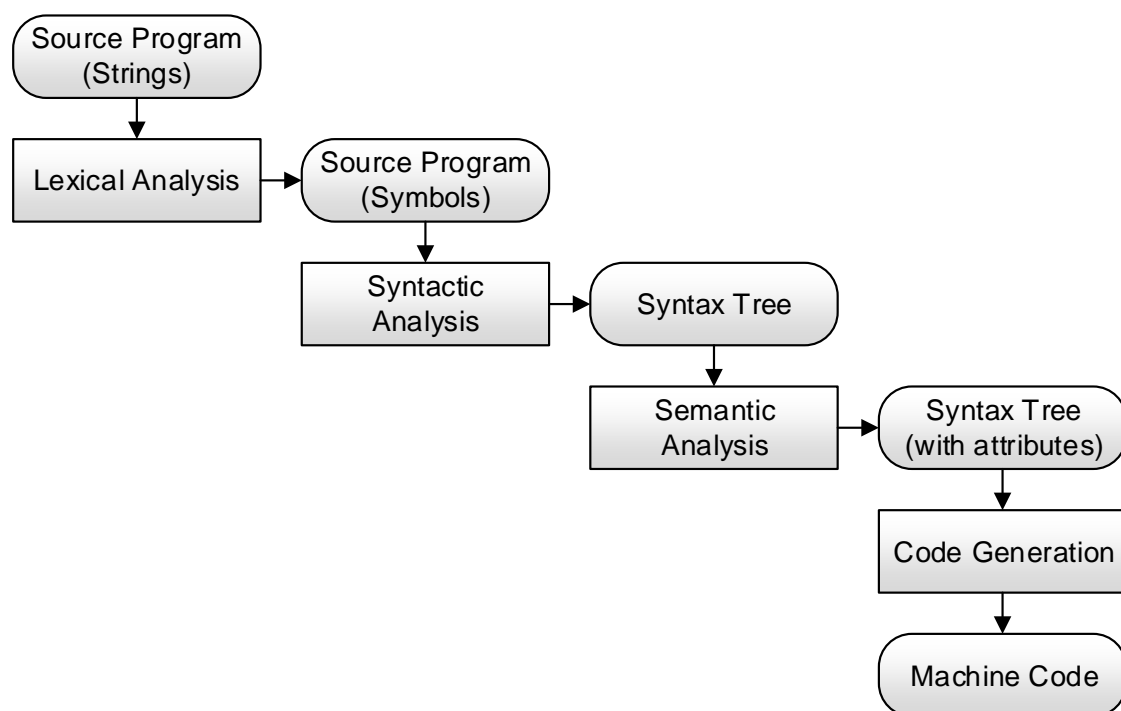 Source Program
(Strings)
Lexical Analysis
Source Program
(Symbols)
Syntactic
Analysis
Syntax Tree
Semantic
Analysis
Syntax Tree
(with attributes)
Code Generation
Machine Code